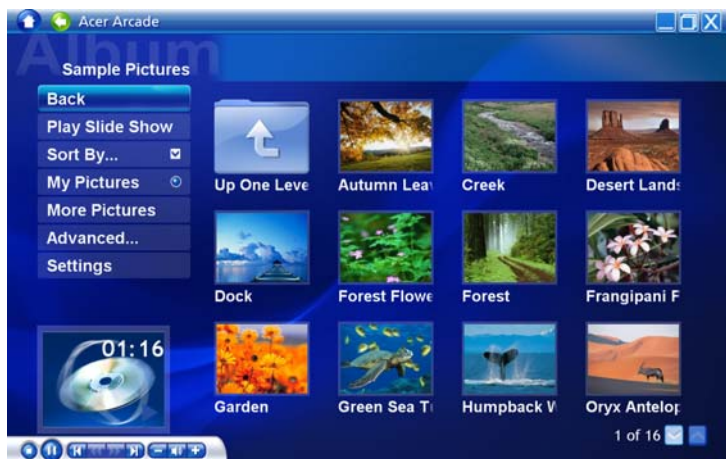 Acer Arcade
Album
Sample Pictures
Back
Play Slide Show
Sort By...
My Pictures
More Pictures
Advanced...
Settings
Up One Leve
Autumn Lea
Creek
Desert Lands
Dock
Forest Flowe
Forest
Frangipani F
Garden
Green Sea T
Humpback W
Oryx Antelop
01:16
1 of 16